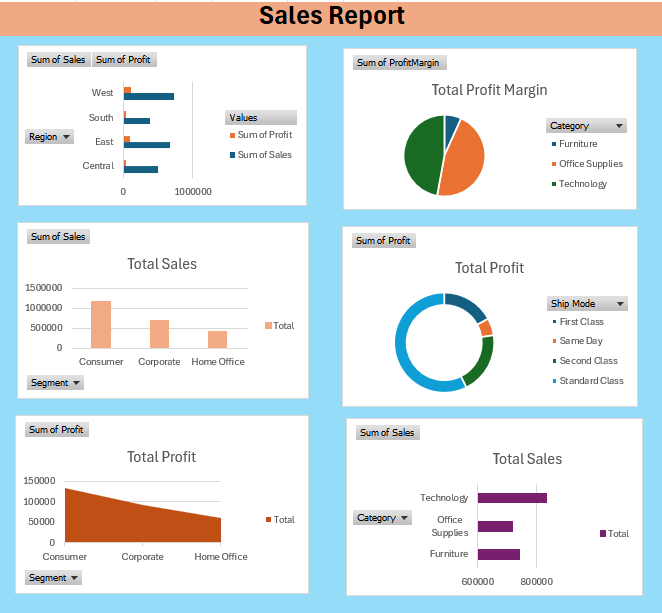 Sales Report
Sum of Sales Sum of Profit
West
South
East
Central
Region
0 1000000
Values
Sum of Profit
Sum of Sales
Sum of ProfitMargin
Total Profit Margin
Category
Furniture
Office Supplies
Technology
Sum of Sales
Total Sales
1500000
1000000
500000
0
Consumer Corporate Home Office
Total
Segment
Sum of Profit
Total Profit
Ship Mode
First Class
Same Day
Second Class
Standard Class
Sum of Profit
Total Profit
150000
100000
50000
0
Consumer Corporate Home Office
Total
Segment
Sum of Sales
Total Sales
Category
Technology
Office
Supplies
Furniture
600000 800000
Total